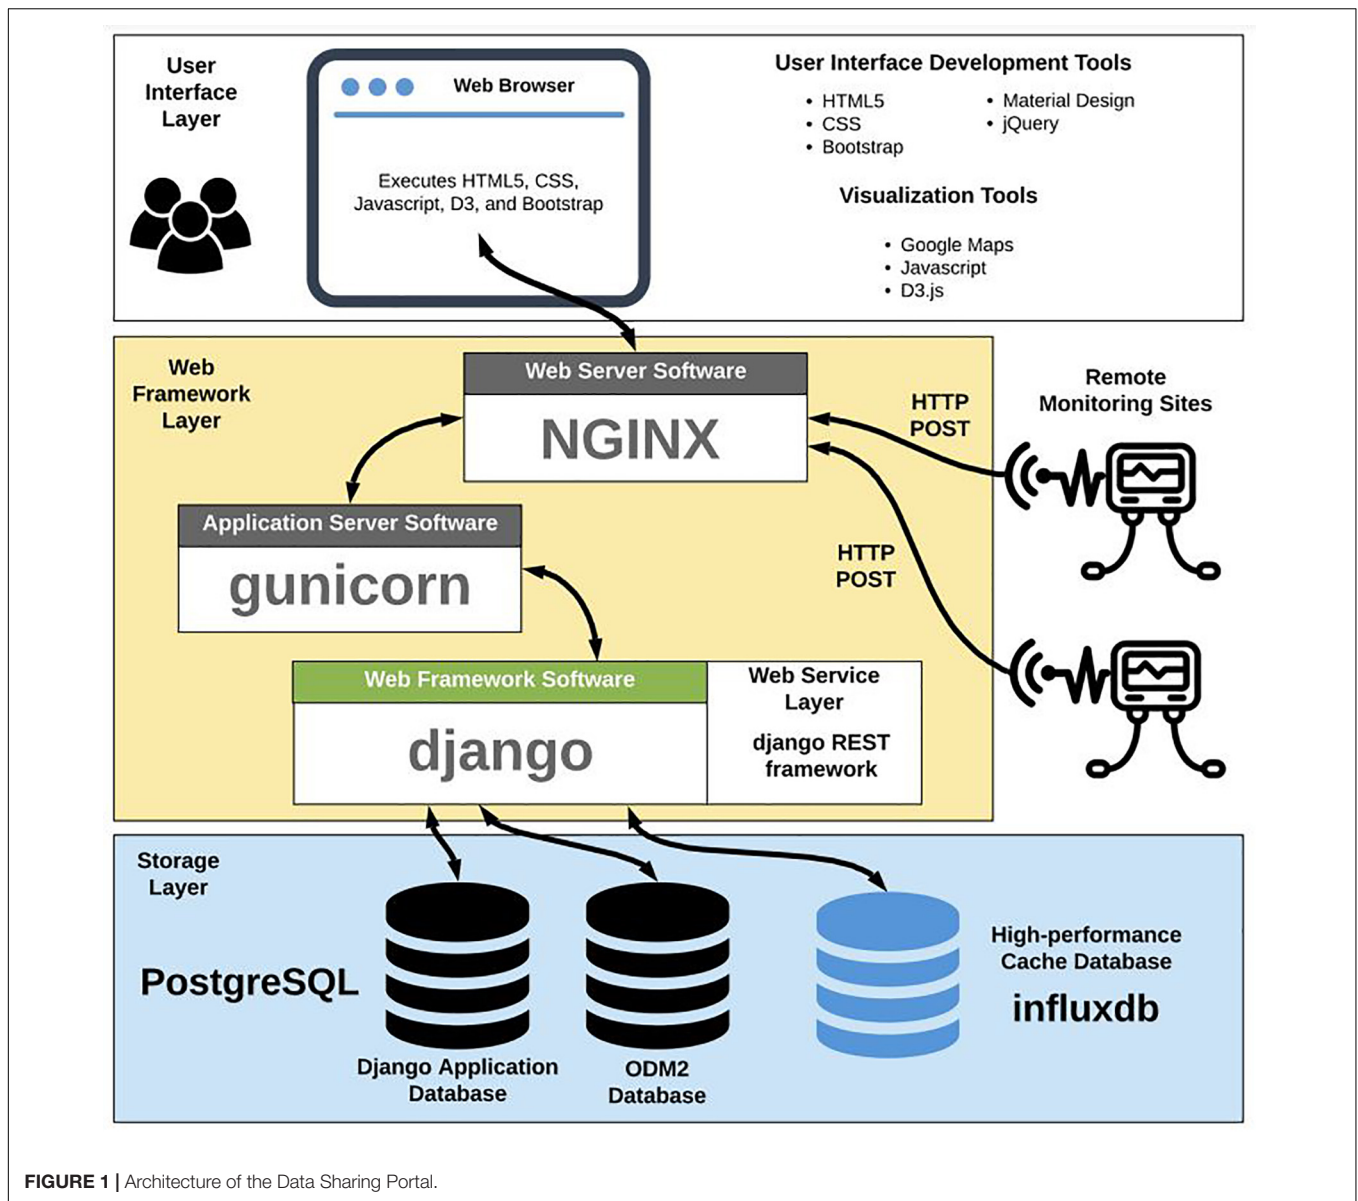 User
Interface
Layer
Web Browser
Executes HTML5, CSS,
Javascript, D3, and Bootstrap
User Interface Development Tools
• HTML5
• CSS
• Bootstrap
• Material Design
• jQuery
Visualization Tools
• Google Maps
• Javascript
• D3.js
Web
Framework
Layer
Web Server Software
NGINX
HTTP
POST
Remote
Monitoring Sites
Application Server Software
gunicorn
HTTP
POST
Web Framework Software
django
Web Service
Layer
django REST
framework
Storage
Layer
PostgreSQL
Django Application
Database
ODM2
Database
High-performance
Cache Database
influxdb
FIGURE 1 | Architecture of the Data Sharing Portal.